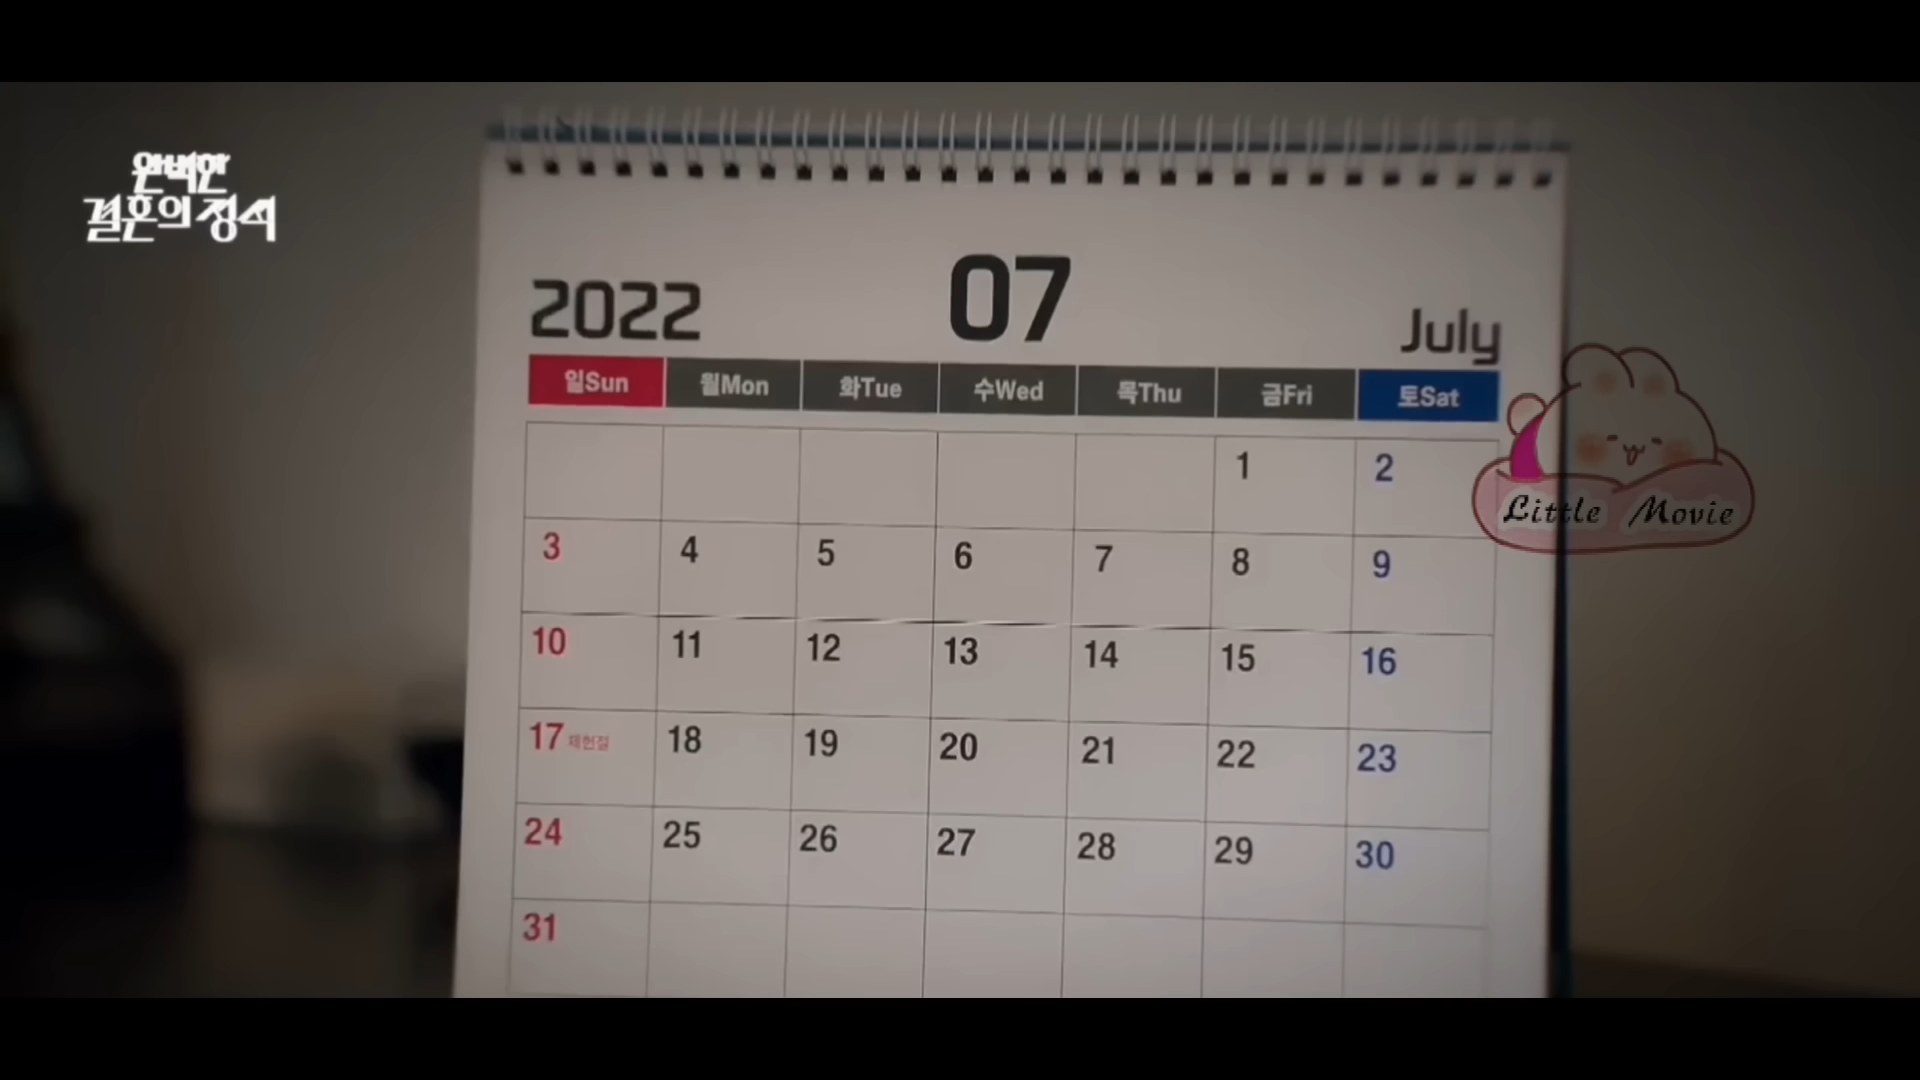 완벽한
결혼의 정석
2022 07 July
일Sun 월Mon 화Tue 수Wed 목Thu 금Fri 토Sat
1 2
Little Movie
3 4 5 6 7 8 9
10 11 12 13 14 15 16
17 제헌절 18 19 20 21 22 23
24 25 26 27 28 29 30
31